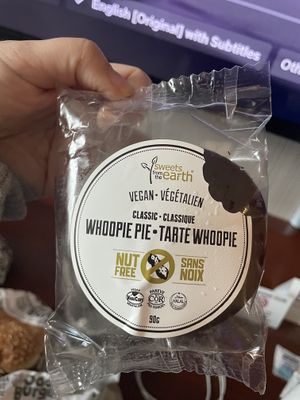 English [Original] with Subtitles
sweets
from the
earth
VEGAN • VÉGÉTALIEN
CLASSIC • CLASSIQUE
WHOOPIE PIE • TARTE WHOOPIE
NUT FREE
SANS NOIX
COR
90g